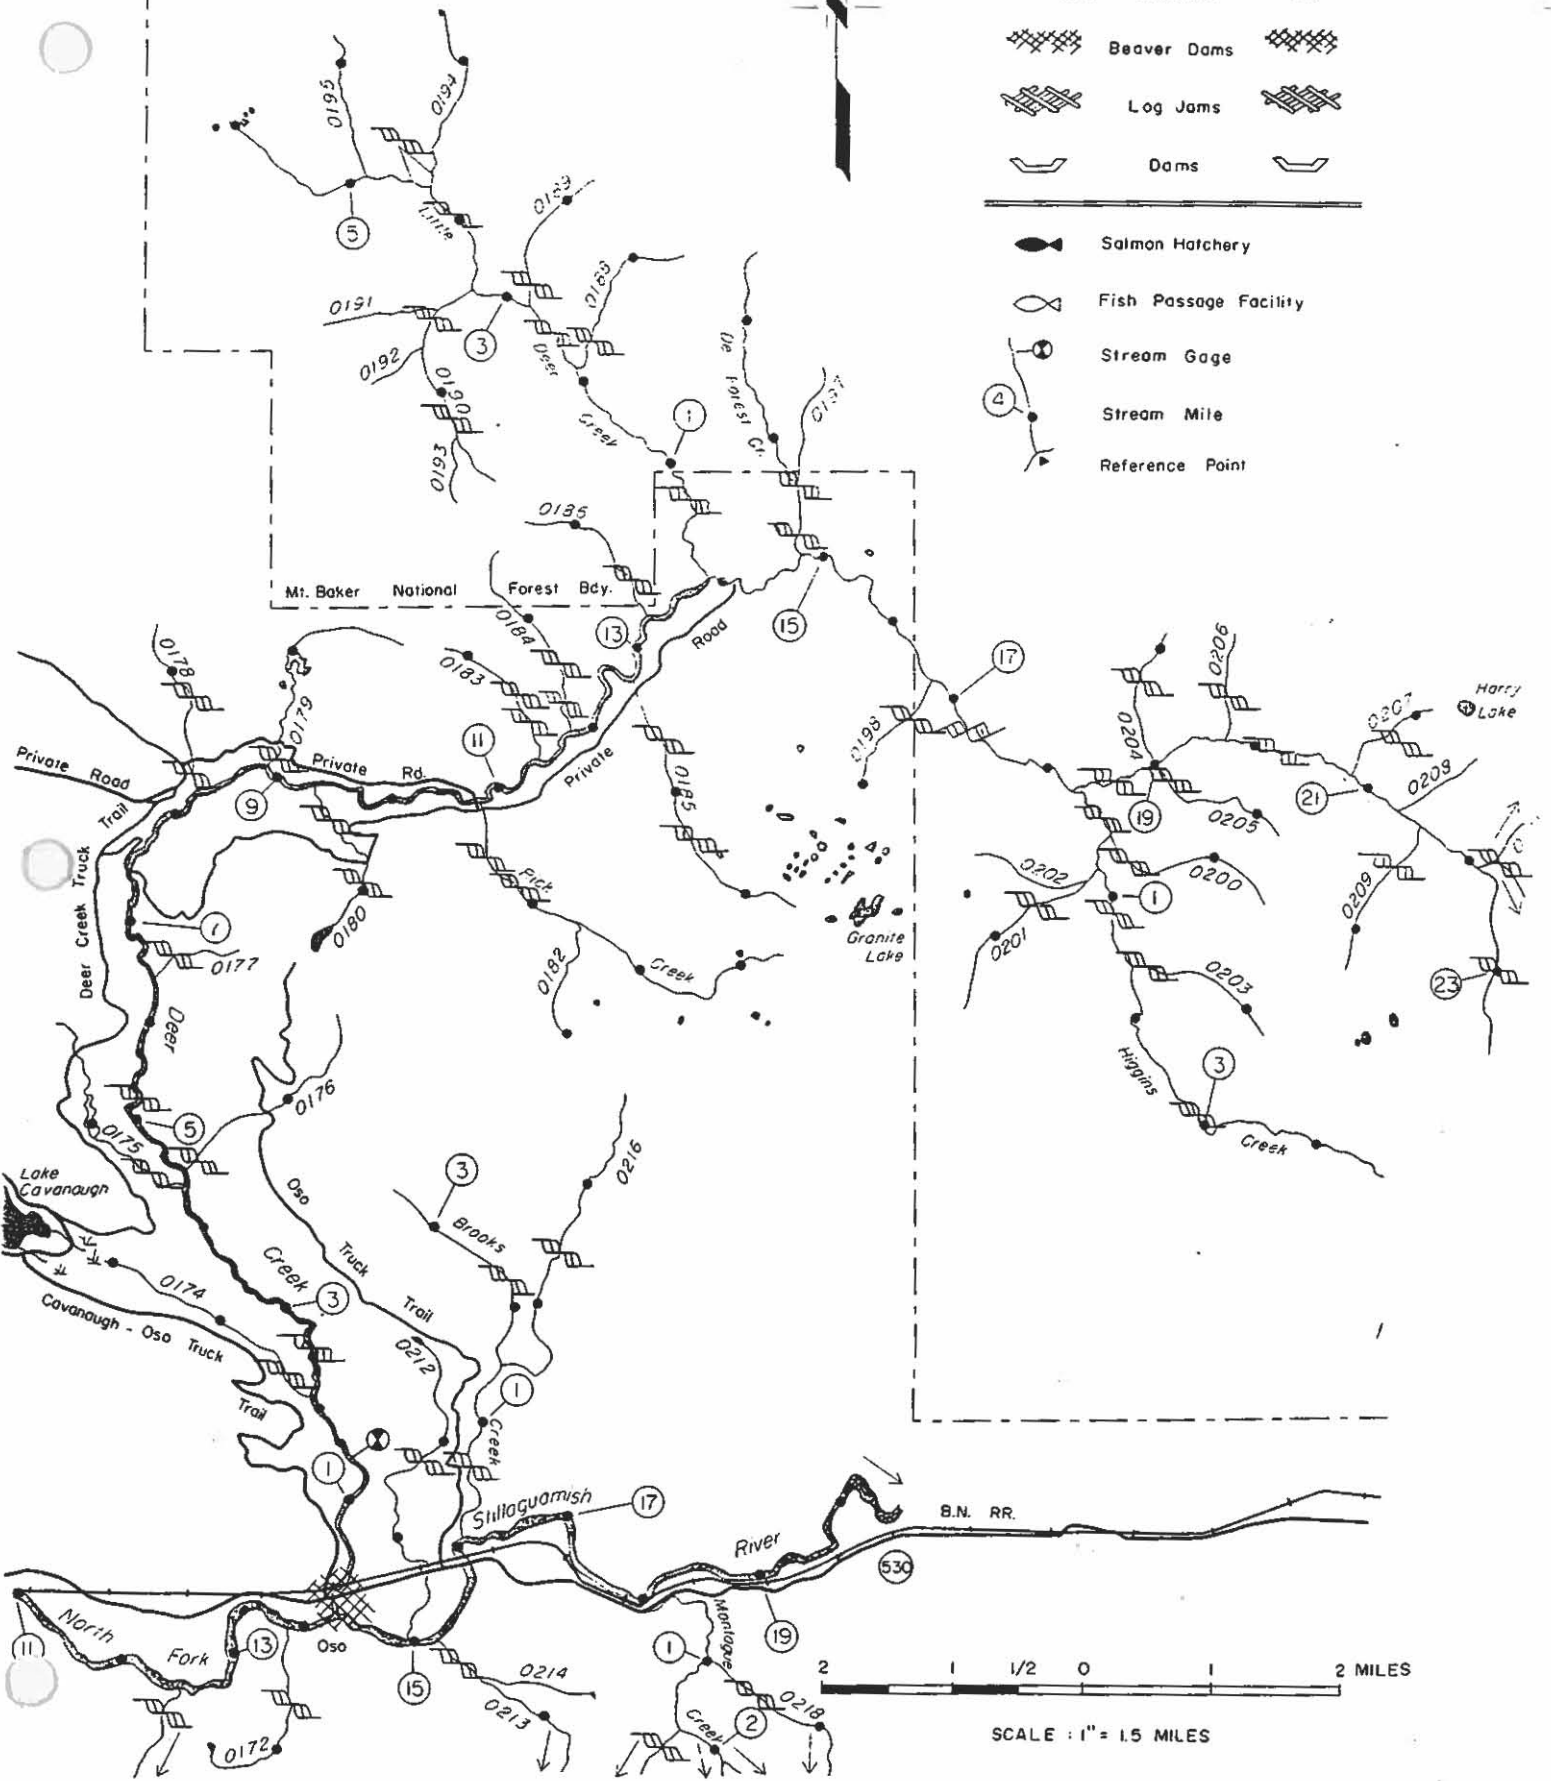 Beaver Dams
Log Jams
Dams
Salmon Hatchery
Fish Passage Facility
Stream Gage
4
Stream Mile
Reference Point
0195
0194
5
Little
0189
0188
0191
3
0192
Deer
0190
Creek
0193
1
De Forest Cr.
0197
0185
Mt. Baker National Forest Bdy.
0184
13
Road
15
17
0178
0183
0179
11
0198
0204
0206
0207
Harry
Lake
Private Road
Private Rd.
Private
9
Trail
0185
19
0205
21
0208
Deer Creek Truck
Pick
0202
0200
0209
7
0180
Granite
Lake
1
0201
0177
0182
Creek
0203
23
Deer
Higgins
3
0176
5
0175
Creek
Lake
Cavanaugh
Oso
3
0216
Brooks
Truck
Creek
0174
3
Trail
Cavanaugh - Oso Truck
0212
Trail
1
Creek
1
Stillaguamish
17
B.N. RR.
River
530
North
11
Fork
13
Oso
15
0214
0213
0172
Montague
1
19
Creek
2
0218
2 1 1/2 0 1 2 MILES
SCALE : 1" = 1.5 MILES